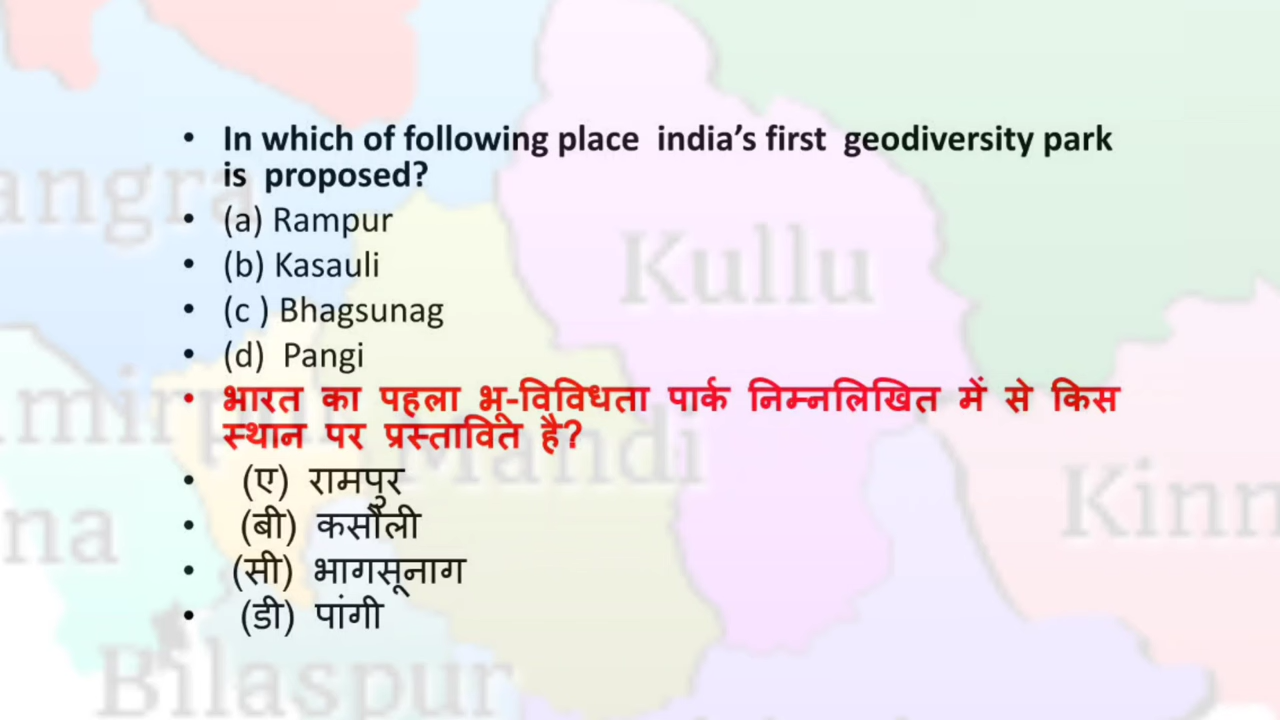 • In which of following place india’s first geodiversity park
is proposed?
• (a) Rampur
• (b) Kasauli
• (c ) Bhagsunag
• (d) Pangi
• भारत का पहला भू-विविधता पार्क निम्नलिखित में से किस
स्थान पर प्रस्तावित है?
• (ए) रामपुर
• (बी) कसौली
• (सी) भागसूनाग
• (डी) पांगी
angra
Kullu
mirpur
Mandi
na
Kinn
Bilaspur